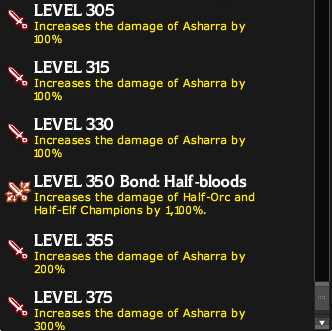 LEVEL 305
Increases the damage of Asharra by
100%
LEVEL 315
Increases the damage of Asharra by
100%
LEVEL 330
Increases the damage of Asharra by
100%
LEVEL 350 Bond: Half-bloods
Increases the damage of Half-Orc and
Half-Elf Champions by 1,100%.
LEVEL 355
Increases the damage of Asharra by
200%
LEVEL 375
Increases the damage of Asharra by
300%